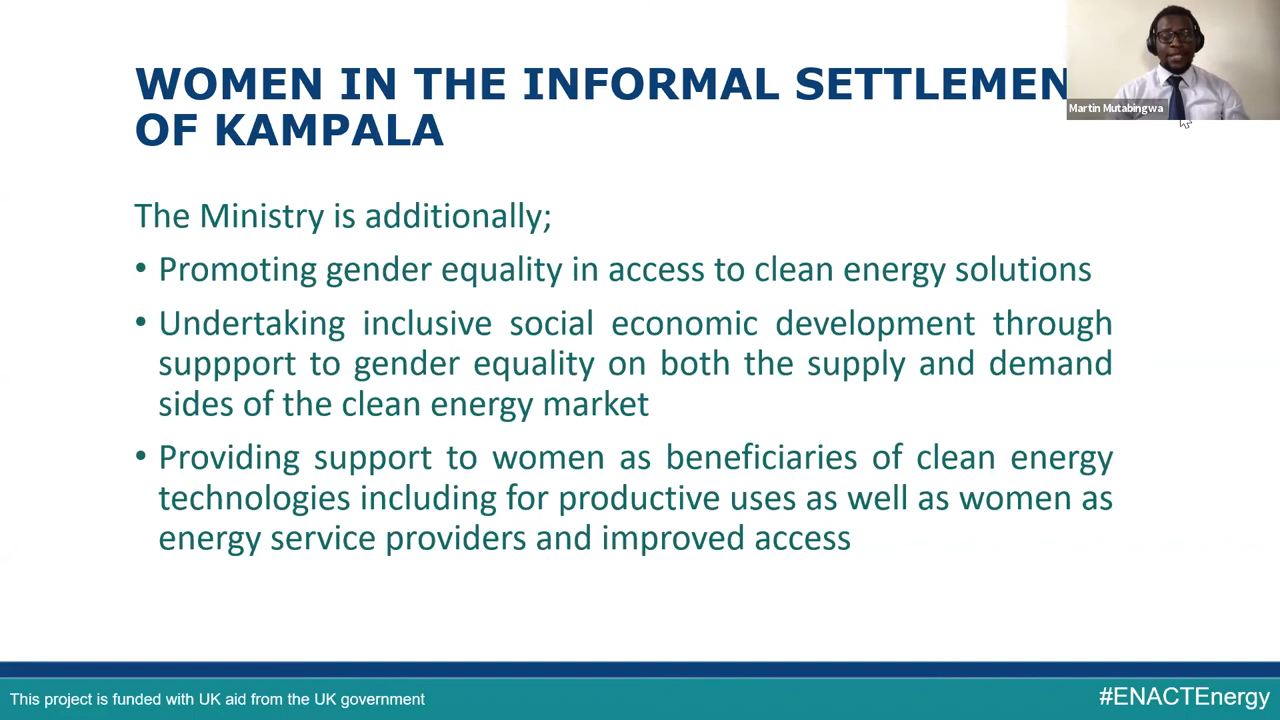 WOMEN IN THE INFORMAL SETTLEMEN
OF KAMPALA
Martin Mutabingwa
The Ministry is additionally;
• Promoting gender equality in access to clean energy solutions
• Undertaking inclusive social economic development through
suppport to gender equality on both the supply and demand
sides of the clean energy market
• Providing support to women as beneficiaries of clean energy
technologies including for productive uses as well as women as
energy service providers and improved access
This project is funded with UK aid from the UK government
#ENACTEnergy